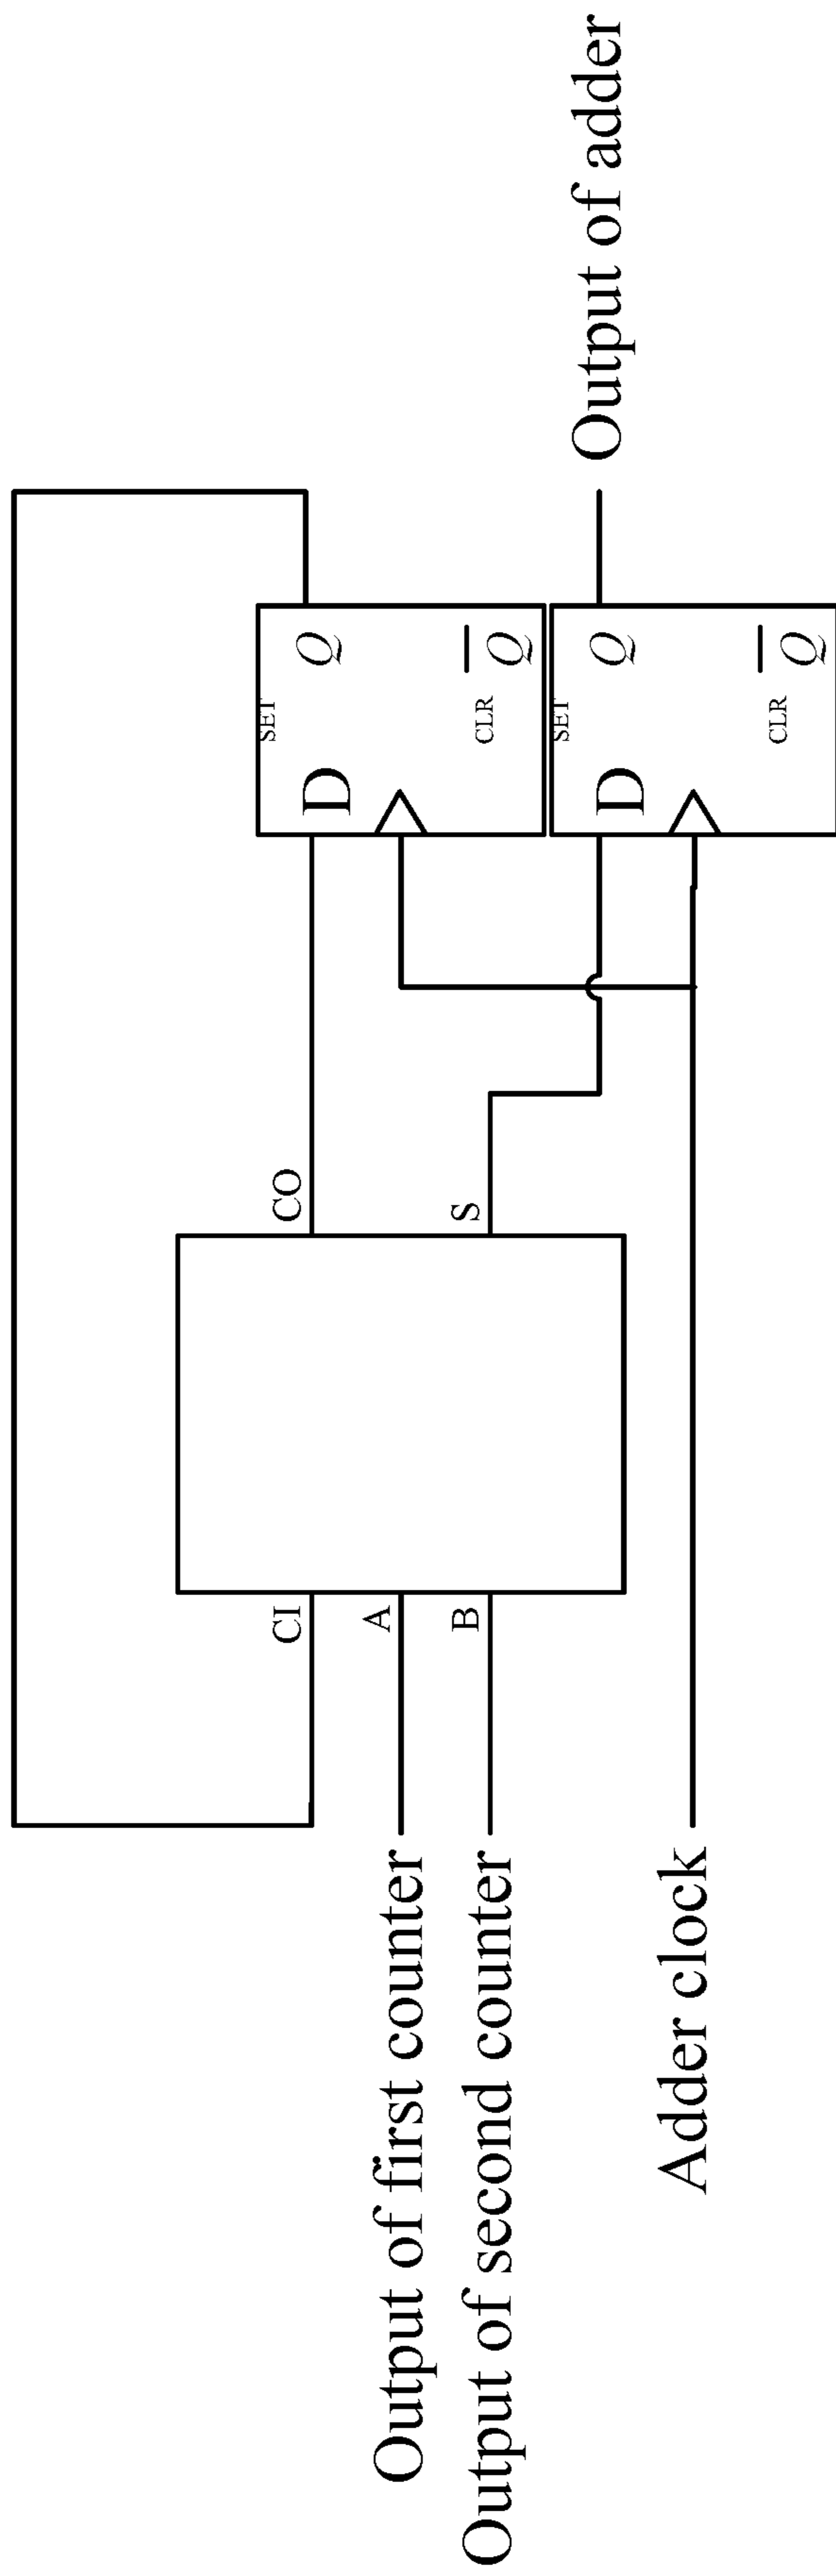 CI
A
B
CO
S
Output of first counter
Output of second counter
Adder clock
SET
D
Q
CLR
Q
SET
D
Q
CLR
Q
Output of adder